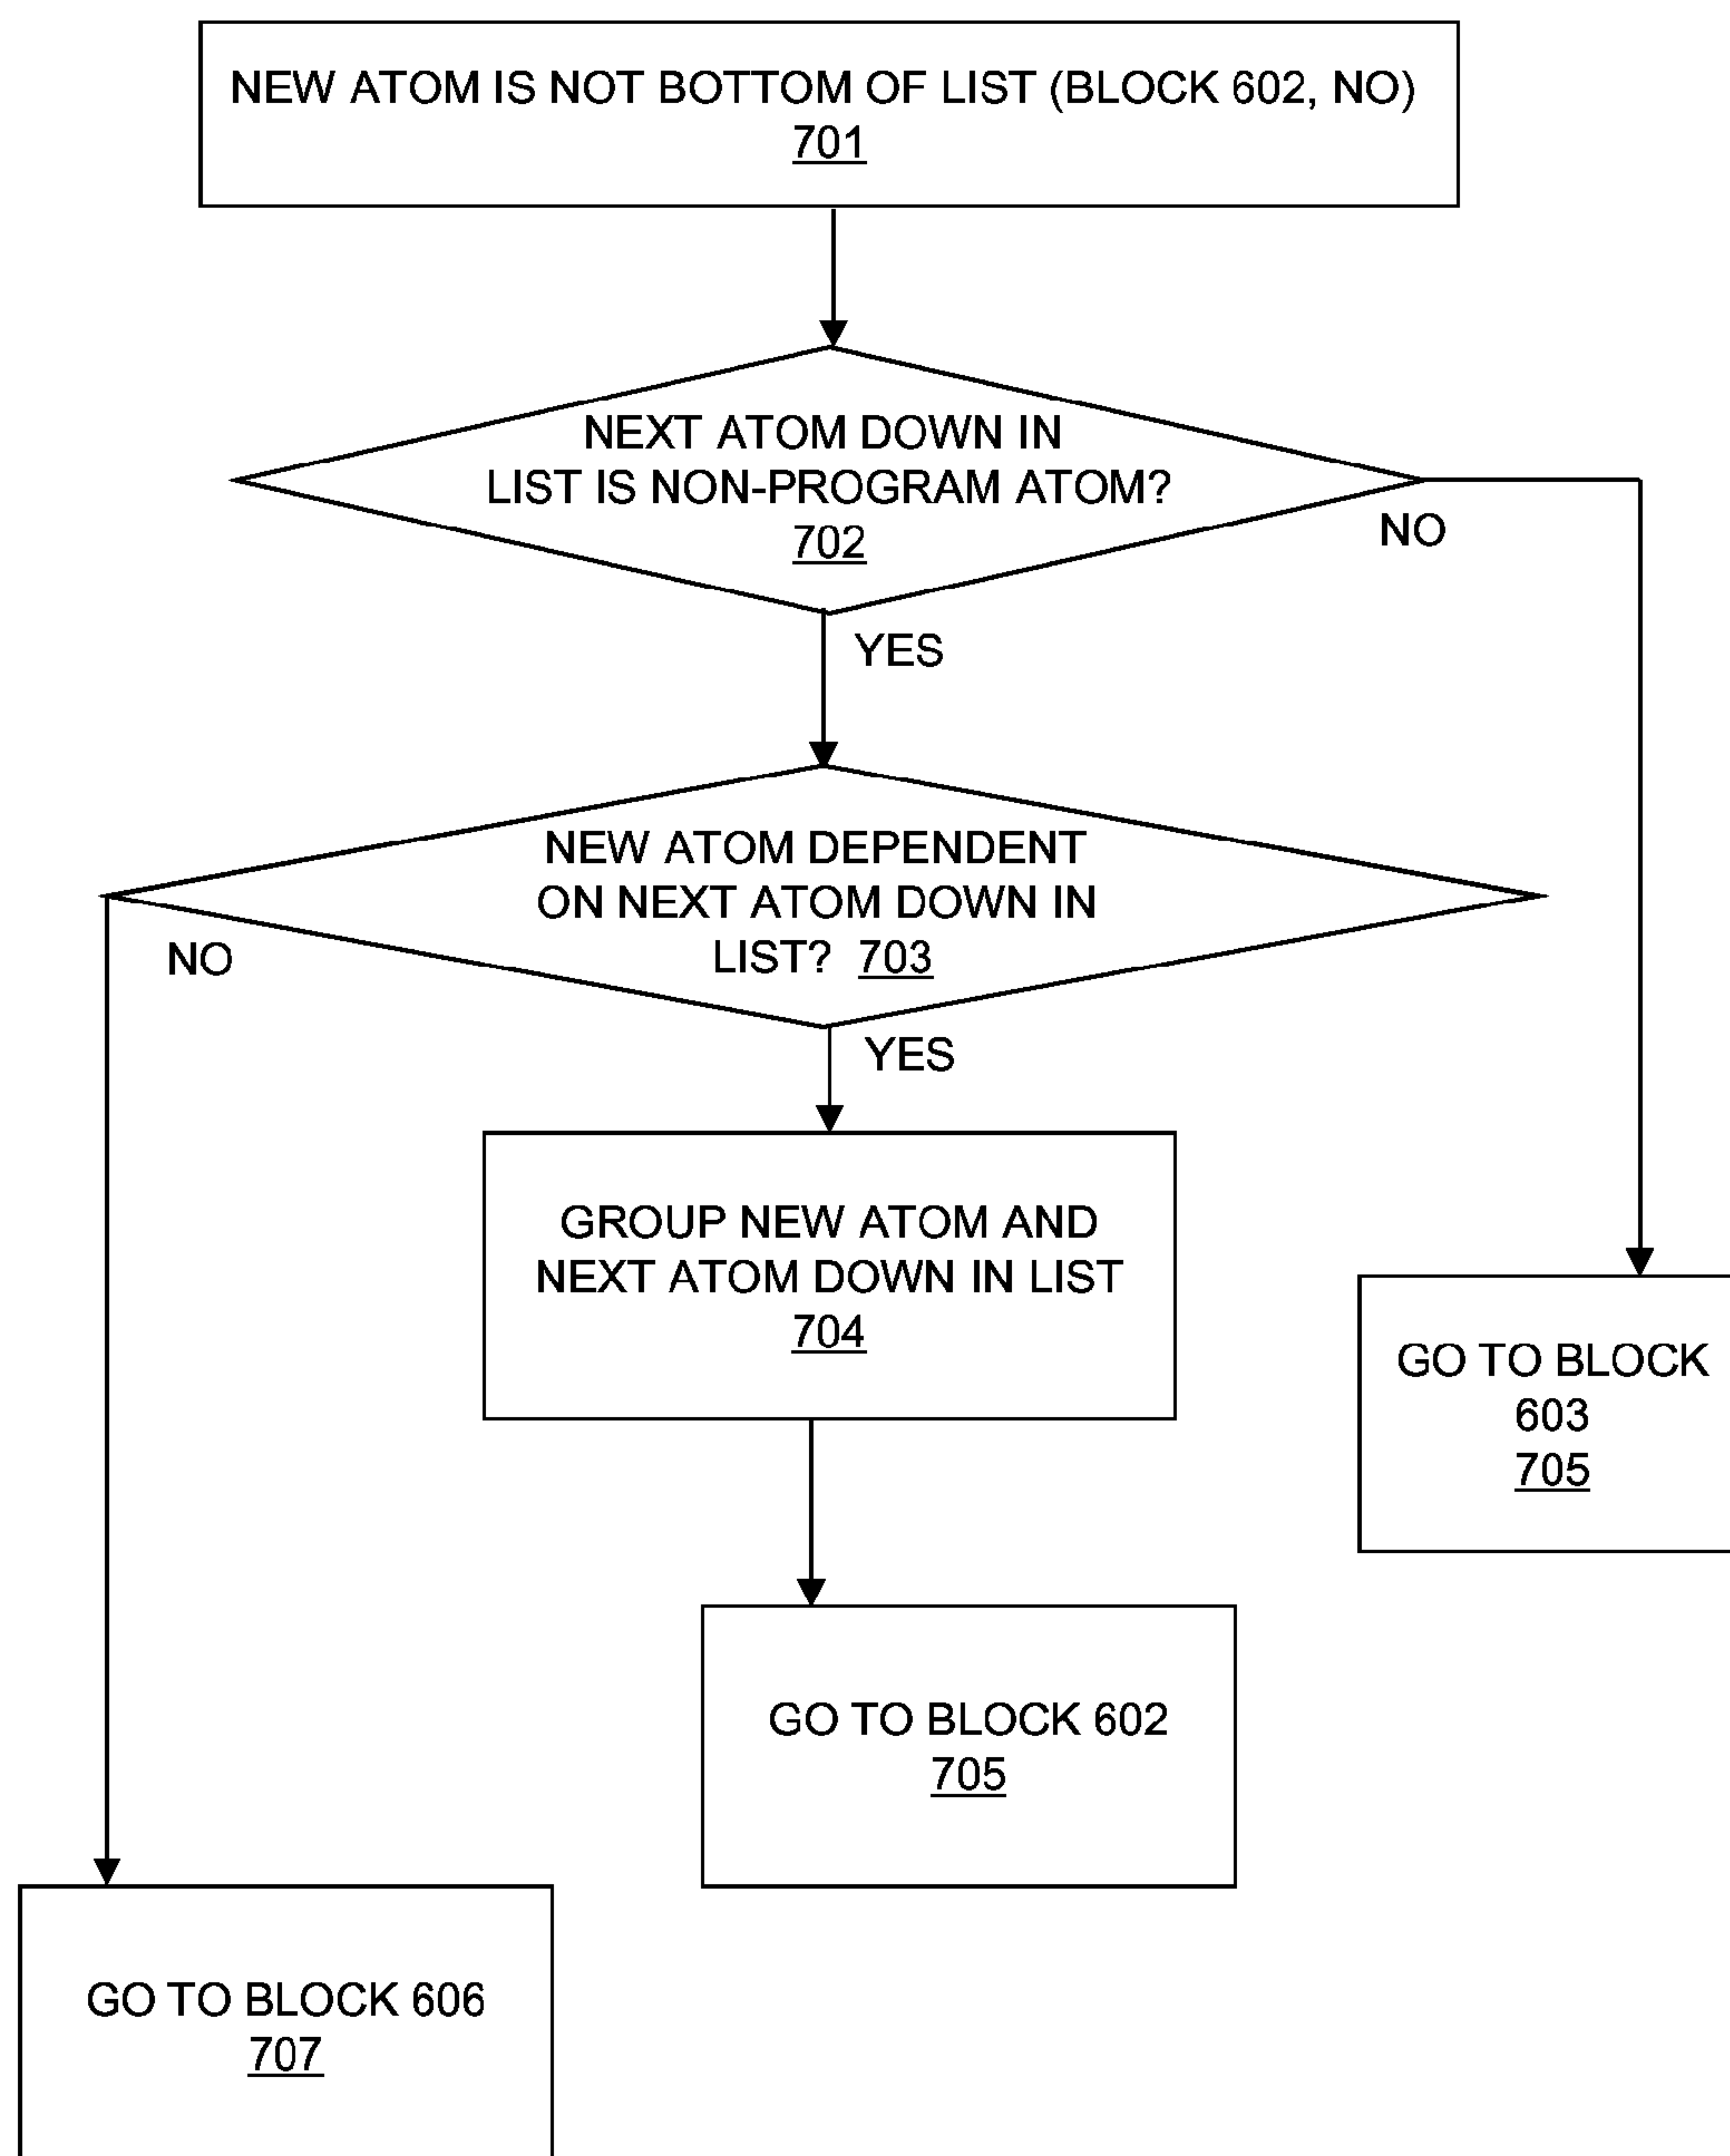 NEW ATOM IS NOT BOTTOM OF LIST (BLOCK 602, NO)
701
NEXT ATOM DOWN IN
LIST IS NON-PROGRAM ATOM?
702
NO
YES
NEW ATOM DEPENDENT
ON NEXT ATOM DOWN IN
LIST? 703
NO
YES
GROUP NEW ATOM AND
NEXT ATOM DOWN IN LIST
704
GO TO BLOCK
603
705
GO TO BLOCK 602
705
GO TO BLOCK 606
707